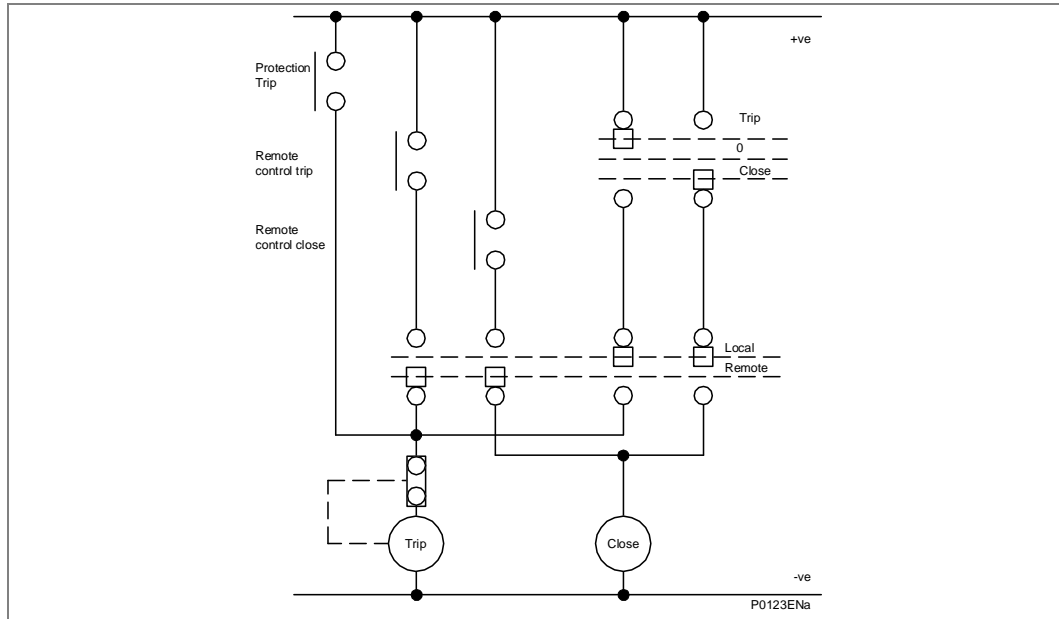 +ve
Protection
Trip
Trip
0
Close
Remote
control trip
Remote
control close
Local
Remote
Trip
Close
-ve
P0123ENa